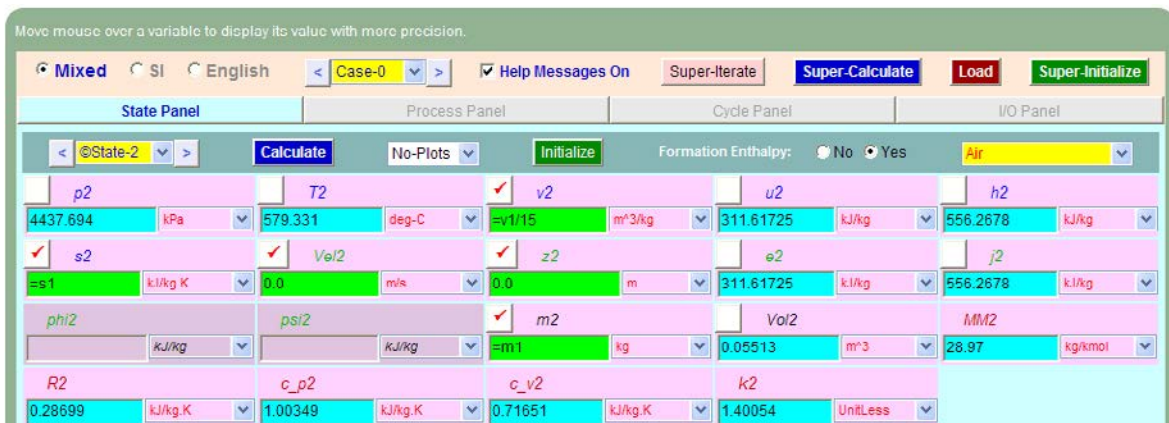 Move mouse over a variable to display its value with more precision.
Mixed SI English < Case-0 > Help Messages On Super-Iterate Super-Calculate Load Super-Initialize
State Panel Process Panel Cycle Panel I/O Panel
< ©State-2 > Calculate No-Plots Initialize Formation Enthalpy: No Yes Air
p2 T2 v2 u2 h2
4437.694 kPa 579.331 deg-C =v1/15 m^3/kg 311.61725 kJ/kg 556.2678 kJ/kg
s2 Vel2 z2 e2 j2
=s1 kJ/kg.K 0.0 m/s 0.0 m 311.61725 kJ/kg 556.2678 kJ/kg
phi2 psi2 m2 Vol2 MM2
kJ/kg kJ/kg =m1 kg 0.05513 m^3 28.97 kg/kmol
R2 c_p2 c_v2 k2
0.28699 kJ/kg.K 1.00349 kJ/kg.K 0.71651 kJ/kg.K 1.40054 UnitLess